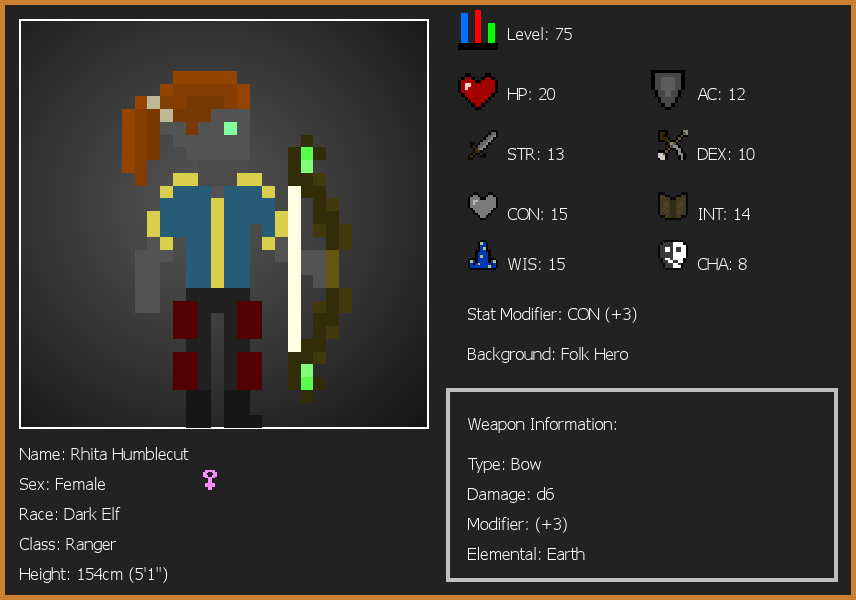 Level: 75
HP: 20
AC: 12
STR: 13
DEX: 10
CON: 15
INT: 14
WIS: 15
CHA: 8
Stat Modifier: CON (+3)
Background: Folk Hero
Weapon Information:
Type: Bow
Damage: d6
Modifier: (+3)
Elemental: Earth
Name: Rhita Humblecut
Sex: Female
Race: Dark Elf
Class: Ranger
Height: 154cm (5'1")